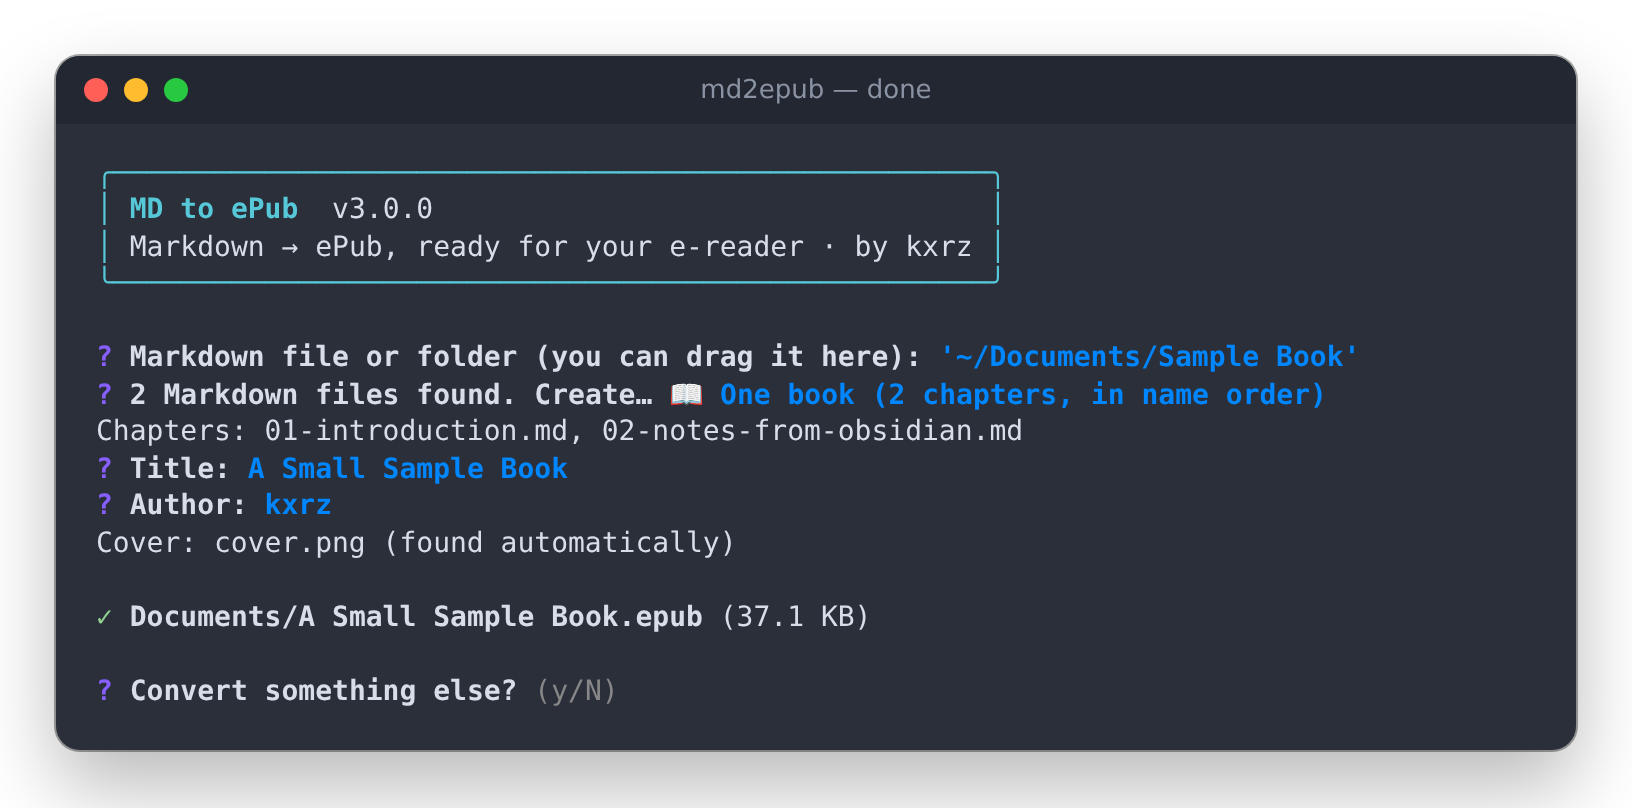 md2epub — done
MD to ePub v3.0.0
Markdown → ePub, ready for your e-reader · by kxrz
? Markdown file or folder (you can drag it here): '~/Documents/Sample Book'
? 2 Markdown files found. Create… 📖 One book (2 chapters, in name order)
Chapters: 01-introduction.md, 02-notes-from-obsidian.md
? Title: A Small Sample Book
? Author: kxrz
Cover: cover.png (found automatically)
✓ Documents/A Small Sample Book.epub (37.1 KB)
? Convert something else? (y/N)